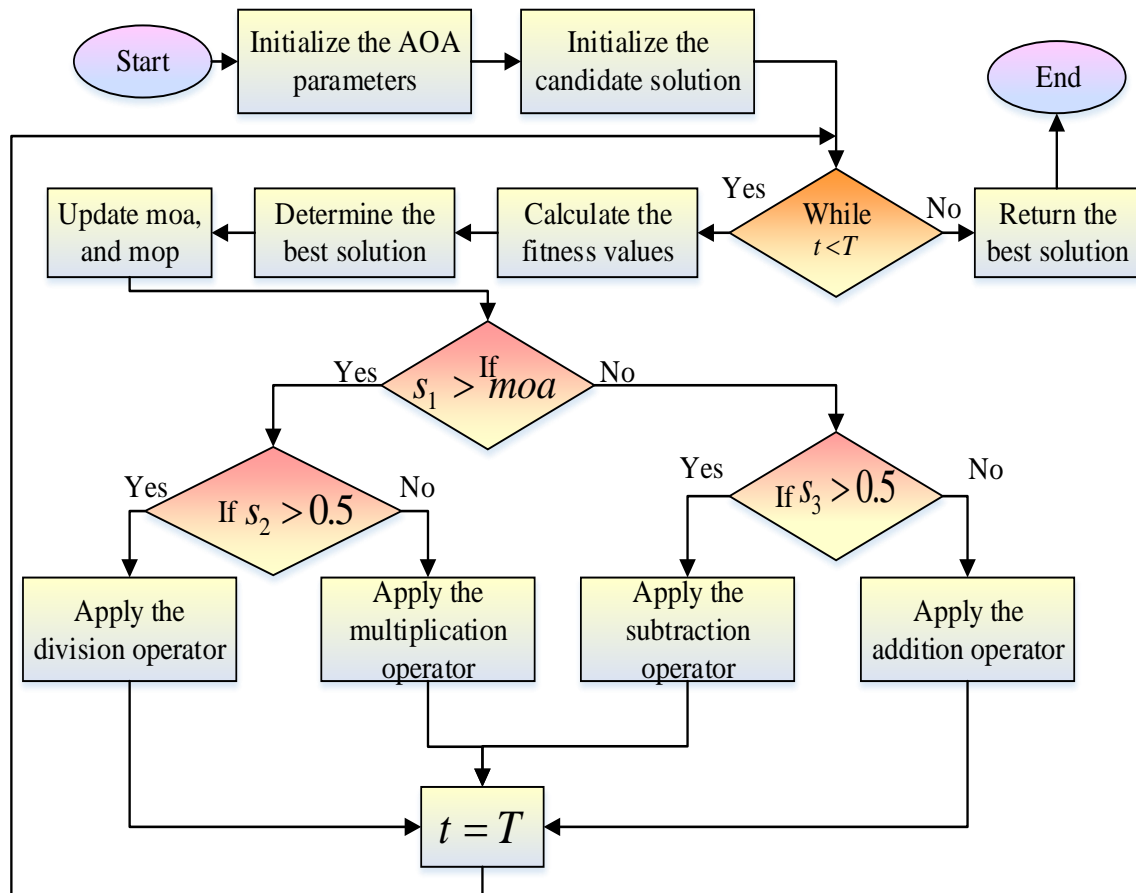 Start
Initialize the AOA
parameters
Initialize the
candidate solution
End
Yes
While
t<T
No
Return the
best solution
Calculate the
fitness values
Determine the
best solution
Update moa,
and mop
Yes
If
s₁ > moa
No
Yes
If s₂ > 0.5
No
Yes
If s₃ > 0.5
No
Apply the
division operator
Apply the
multiplication
operator
Apply the
subtraction
operator
Apply the
addition operator
t = T